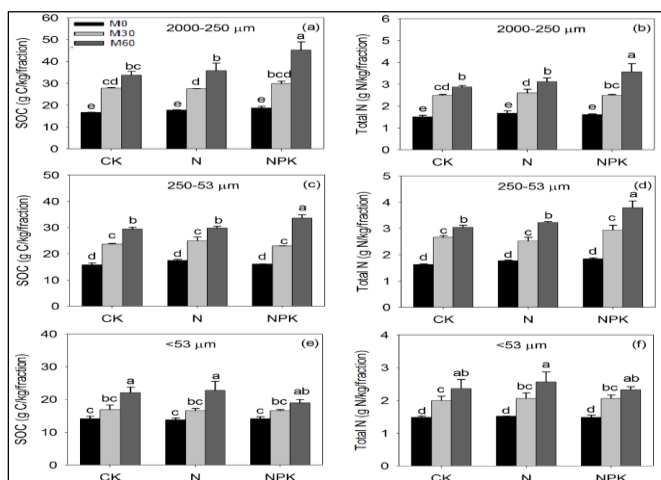 M0
M30
M60
2000-250 μm (a)
SOC (g C/kg/fraction)
60
50
40
30
20
10
0
e cd bc e d b e bcd a
CK N NPK
2000-250 μm (b)
Total N (g N/kg/fraction)
6
5
4
3
2
1
0
e cd bc e d b e bc a
CK N NPK
250-53 μm (c)
SOC (g C/kg/fraction)
40
30
20
10
0
d c b d c b d c a
CK N NPK
250-53 μm (d)
Total N (g N/kg/fraction)
5
4
3
2
1
0
d c b d c b d c a
CK N NPK
<53 μm (e)
SOC (g C/kg/fraction)
40
30
20
10
0
c bc a c bc a c bc ab
CK N NPK
<53 μm (f)
Total N (g N/kg/fraction)
4
3
2
1
0
d c ab d bc a d bc ab
CK N NPK